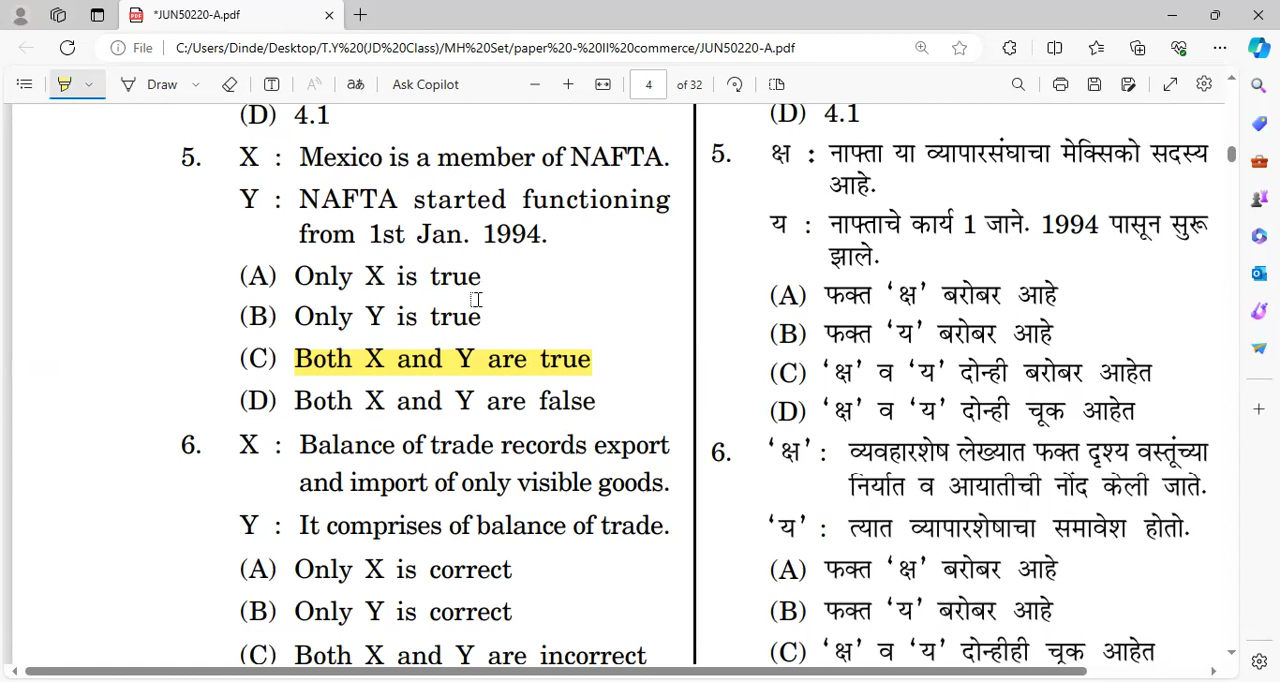 *JUN50220-A.pdf
File C:/Users/Dinde/Desktop/T.Y%20(JD%20Class)/MH%20Set/paper%20-%20II%20commerce/JUN50220-A.pdf
Draw aあ Ask Copilot 4 of 32
(D) 4.1
5. X : Mexico is a member of NAFTA.
Y : NAFTA started functioning
from 1st Jan. 1994.
(A) Only X is true
(B) Only Y is true
(C) Both X and Y are true
(D) Both X and Y are false
6. X : Balance of trade records export
and import of only visible goods.
Y : It comprises of balance of trade.
(A) Only X is correct
(B) Only Y is correct
(C) Both X and Y are incorrect
(D) 4.1
5. क्ष : नाफ्ता या व्यापारसंघाचा मेक्सिको सदस्य
आहे.
य : नाफ्ताचे कार्य 1 जाने. 1994 पासून सुरू
झाले.
(A) फक्त ‘क्ष’ बरोबर आहे
(B) फक्त ‘य’ बरोबर आहे
(C) ‘क्ष’ व ‘य’ दोन्ही बरोबर आहेत
(D) ‘क्ष’ व ‘य’ दोन्ही चूक आहेत
6. ‘क्ष’ : व्यवहारशेष लेख्यात फक्त दृश्य वस्तूंच्या
निर्यात व आयातीची नोंद केली जाते.
‘य’ : त्यात व्यापारशेषाचा समावेश होतो.
(A) फक्त ‘क्ष’ बरोबर आहे
(B) फक्त ‘य’ बरोबर आहे
(C) ‘क्ष’ व ‘य’ दोन्हीही चूक आहेत